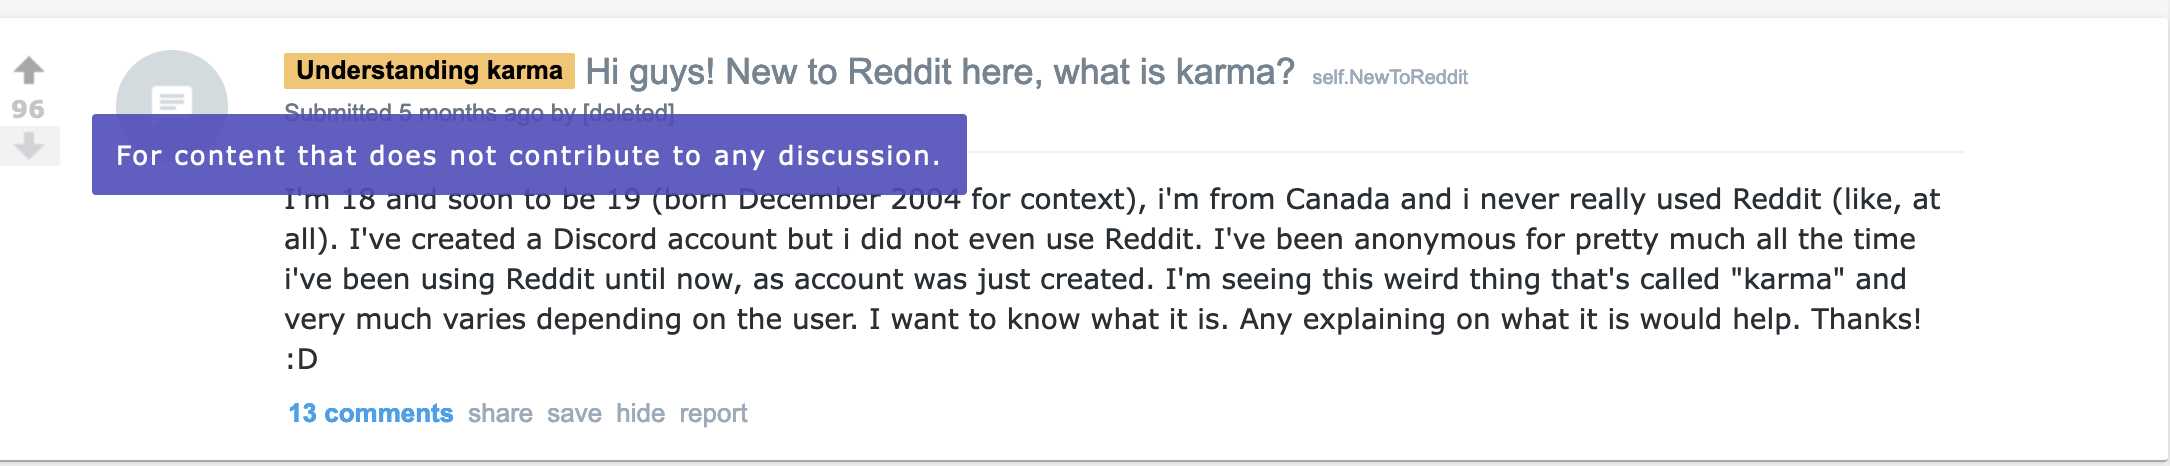 Understanding karma Hi guys! New to Reddit here, what is karma? self.NewToReddit
96
Submitted 5 months ago by [deleted]
For content that does not contribute to any discussion.
I'm 18 and soon to be 19 (born December 2004 for context), i'm from Canada and i never really used Reddit (like, at
all). I've created a Discord account but i did not even use Reddit. I've been anonymous for pretty much all the time
i've been using Reddit until now, as account was just created. I'm seeing this weird thing that's called "karma" and
very much varies depending on the user. I want to know what it is. Any explaining on what it is would help. Thanks!
:D
13 comments share save hide report